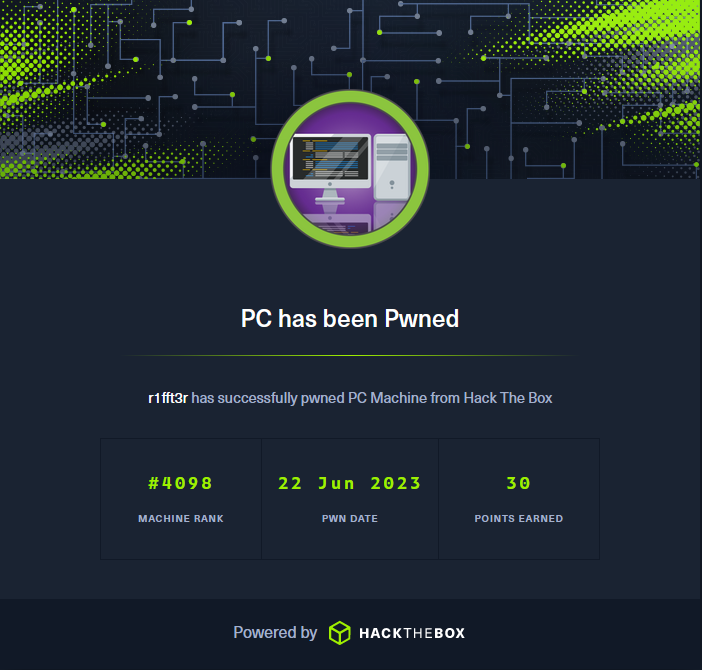 PC has been Pwned
r1fft3r has successfully pwned PC Machine from Hack The Box
#4098 22 Jun 2023 30
MACHINE RANK PWN DATE POINTS EARNED
Powered by HACKTHEBOX